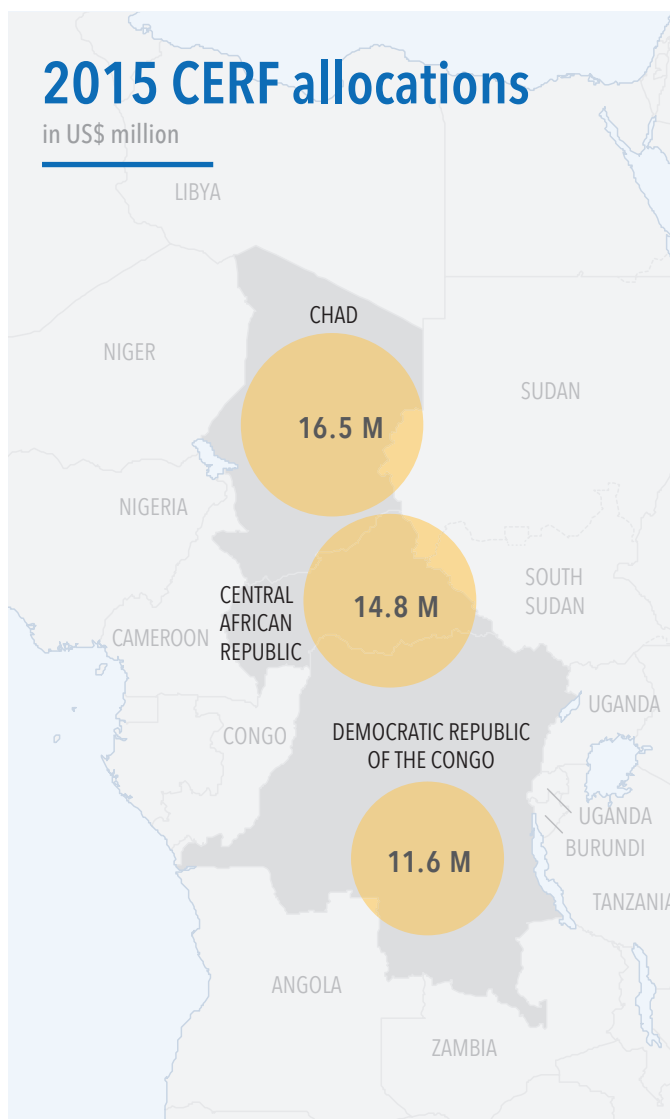 2015 CERF allocations
in US$ million
LIBYA
CHAD
NIGER
SUDAN
16.5 M
NIGERIA
SOUTH
SUDAN
CENTRAL
AFRICAN
REPUBLIC
14.8 M
CAMEROON
UGANDA
CONGO
DEMOCRATIC REPUBLIC
OF THE CONGO
UGANDA
BURUNDI
11.6 M
TANZANIA
ANGOLA
ZAMBIA